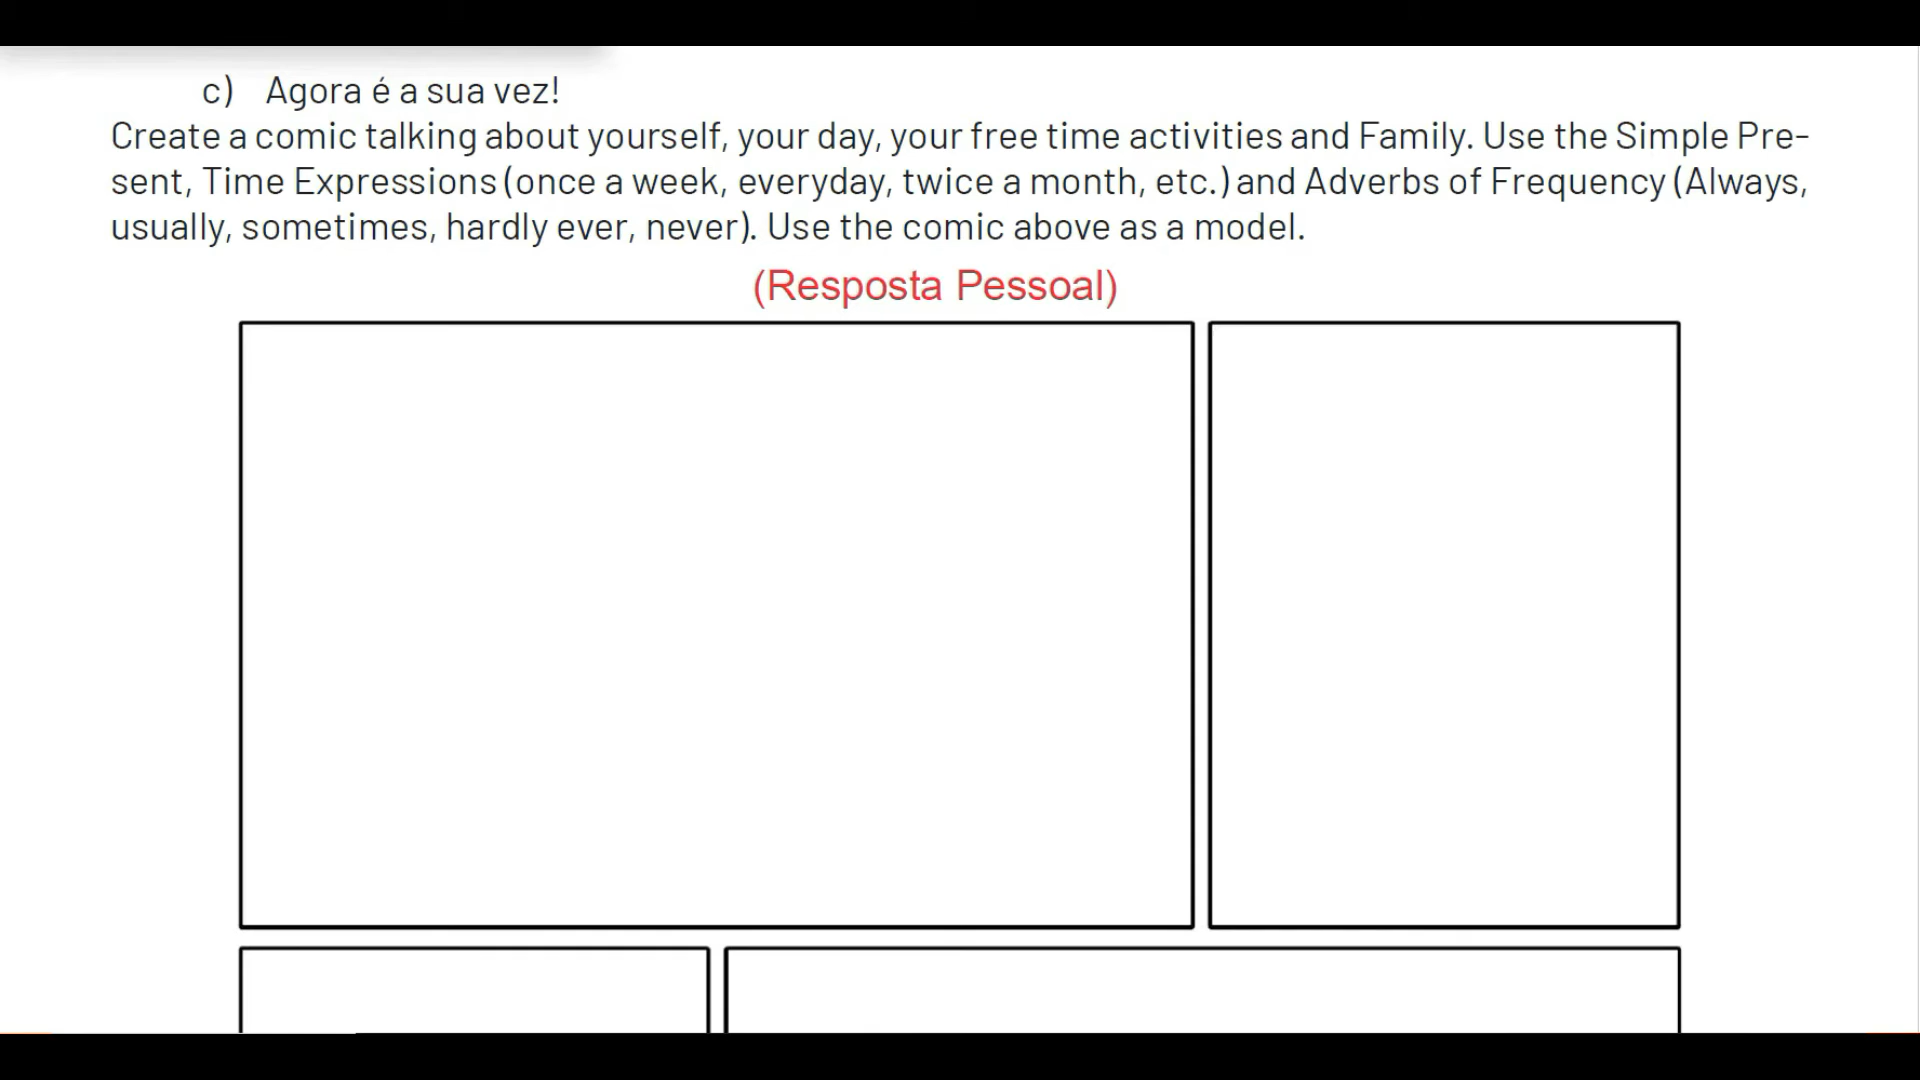 c) Agora é a sua vez!
Create a comic talking about yourself, your day, your free time activities and Family. Use the Simple Pre-
sent, Time Expressions (once a week, everyday, twice a month, etc.) and Adverbs of Frequency (Always,
usually, sometimes, hardly ever, never). Use the comic above as a model.
(Resposta Pessoal)